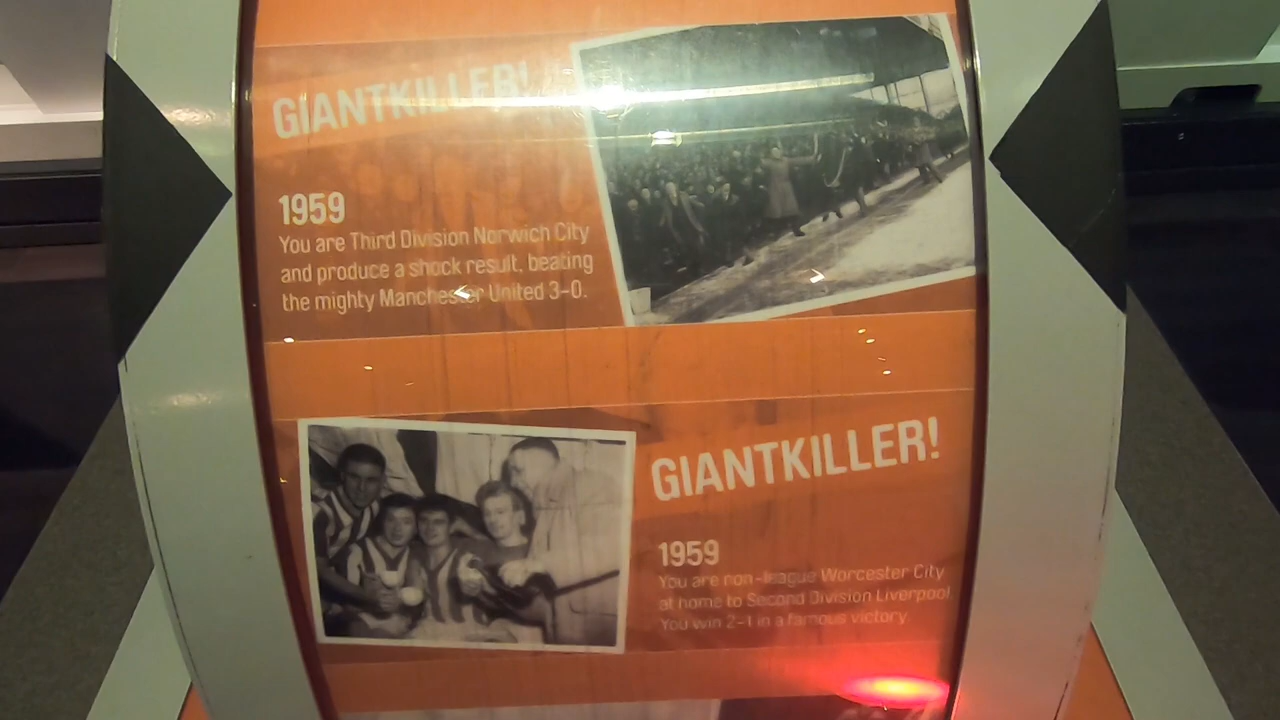 GIANTKILLER!
1959
You are Third Division Norwich City
and produce a shock result, beating
the mighty Manchester United 3-0.
GIANTKILLER!
1959
You are non-league Worcester City
at home to Second Division Liverpool.
You win 2-1 in a famous victory.